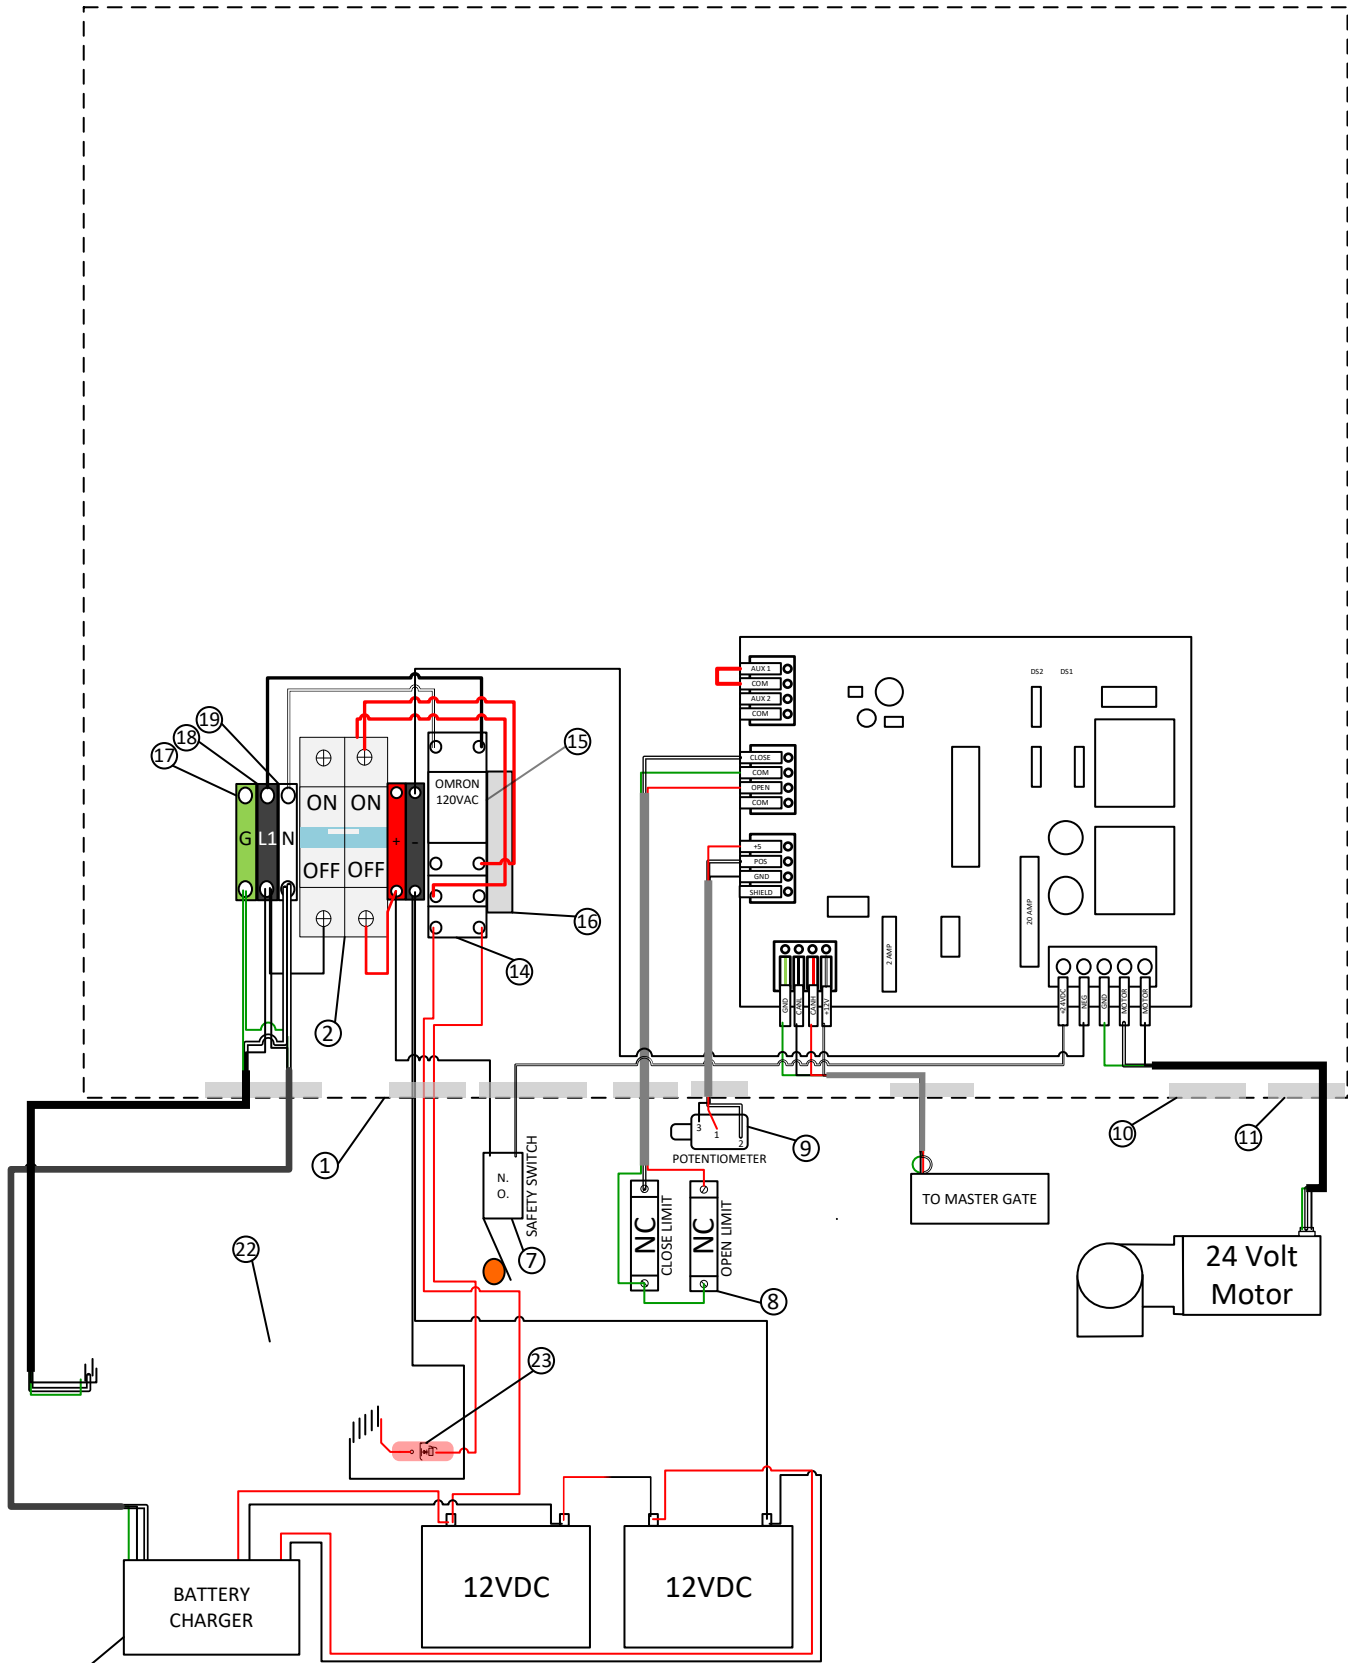 AUX 1
COM
AUX 2
COM
DS2
DS1
19
18
17
15
OMRON
120VAC
CLOSE
COM
OPEN
COM
G
L1
N
ON
ON
OFF
OFF
+
-
+5
POS
GND
SHIELD
16
14
2
2 AMP
20 AMP
GND
CANL
CANH
+12V
+24VDC
NEG
GND
MOTOR
MOTOR
1
3
1
2
9
POTENTIOMETER
10
11
N.
O.
SAFETY SWITCH
7
NC
CLOSE LIMIT
NC
OPEN LIMIT
8
TO MASTER GATE
22
24 Volt
Motor
23
12VDC
12VDC
BATTERY
CHARGER